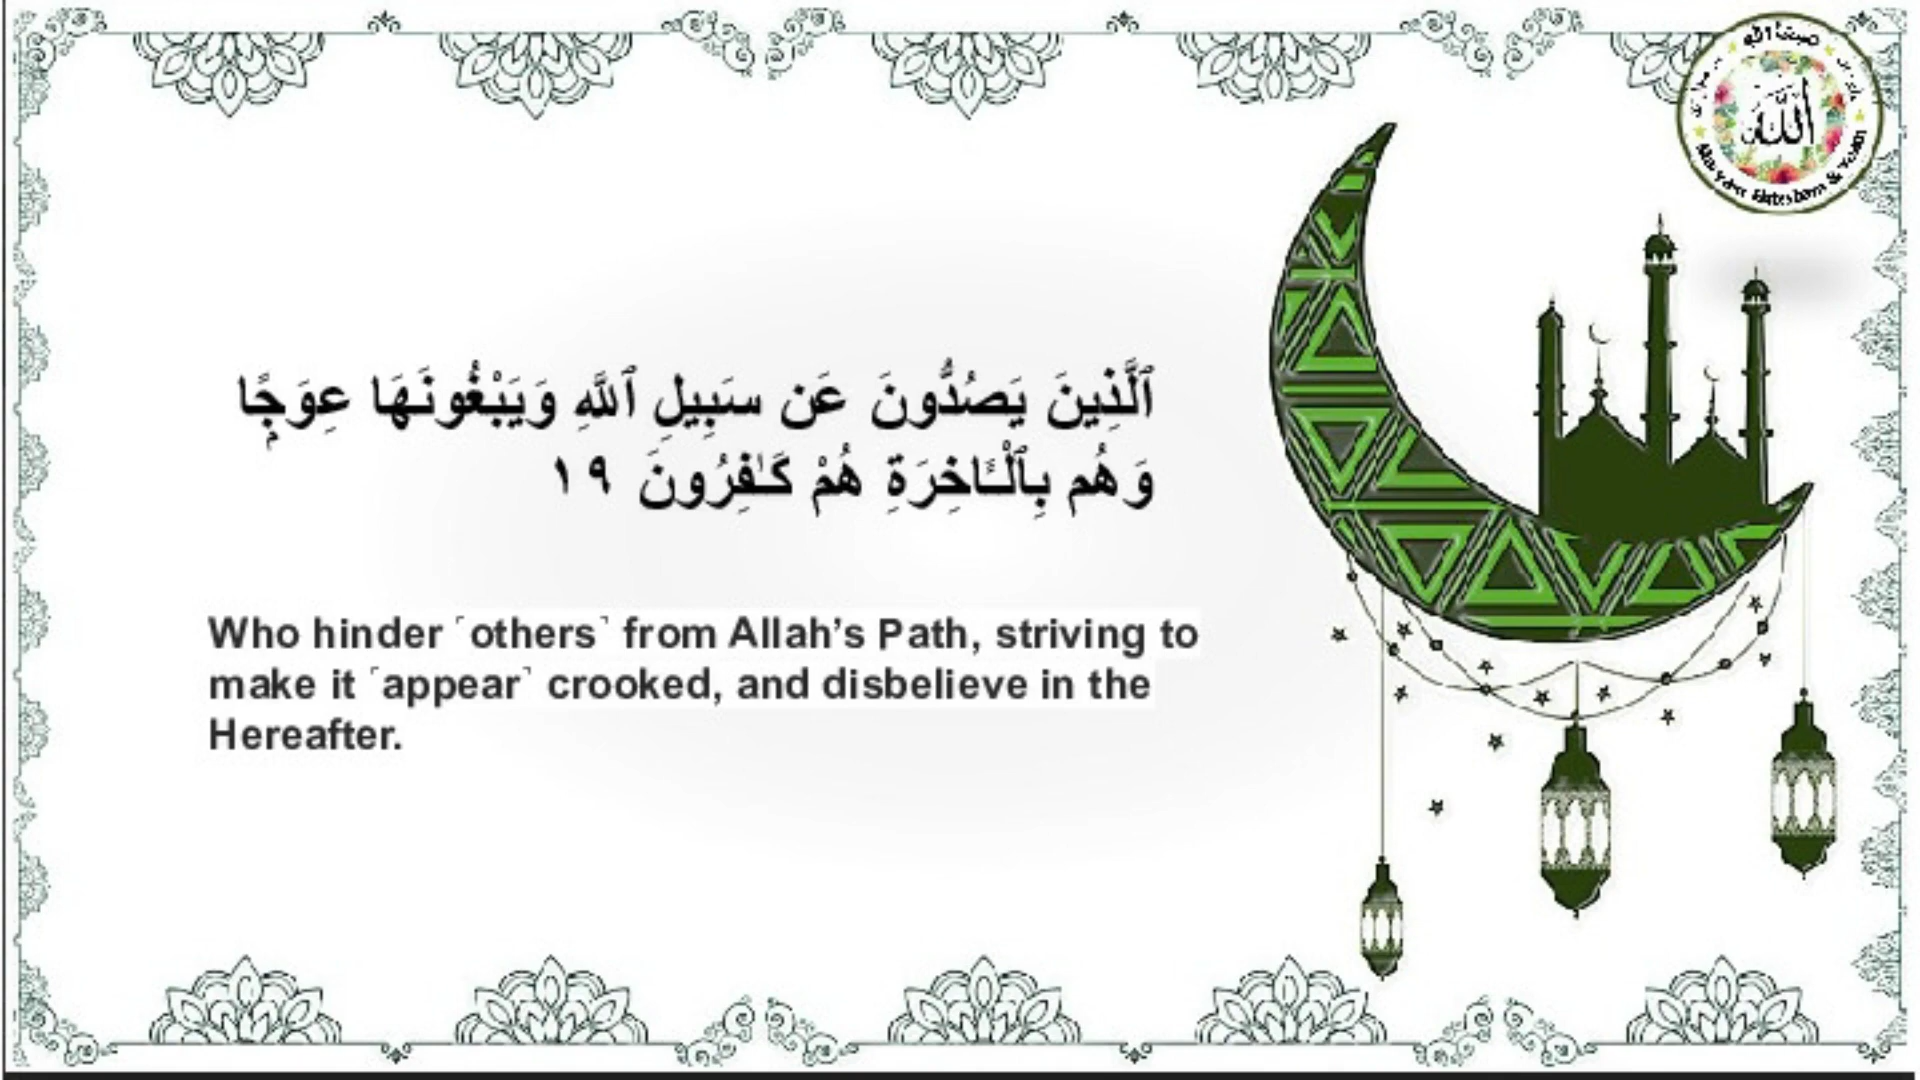 ٱلَّذِينَ يَصُدُّونَ عَن سَبِيلِ ٱللَّهِ وَيَبْغُونَهَا عِوَجًۭا
وَهُم بِٱلْـَٔاخِرَةِ هُمْ كَـٰفِرُونَ ١٩
Who hinder ˹others˺ from Allah’s Path, striving to
make it ˹appear˺ crooked, and disbelieve in the
Hereafter.
الله